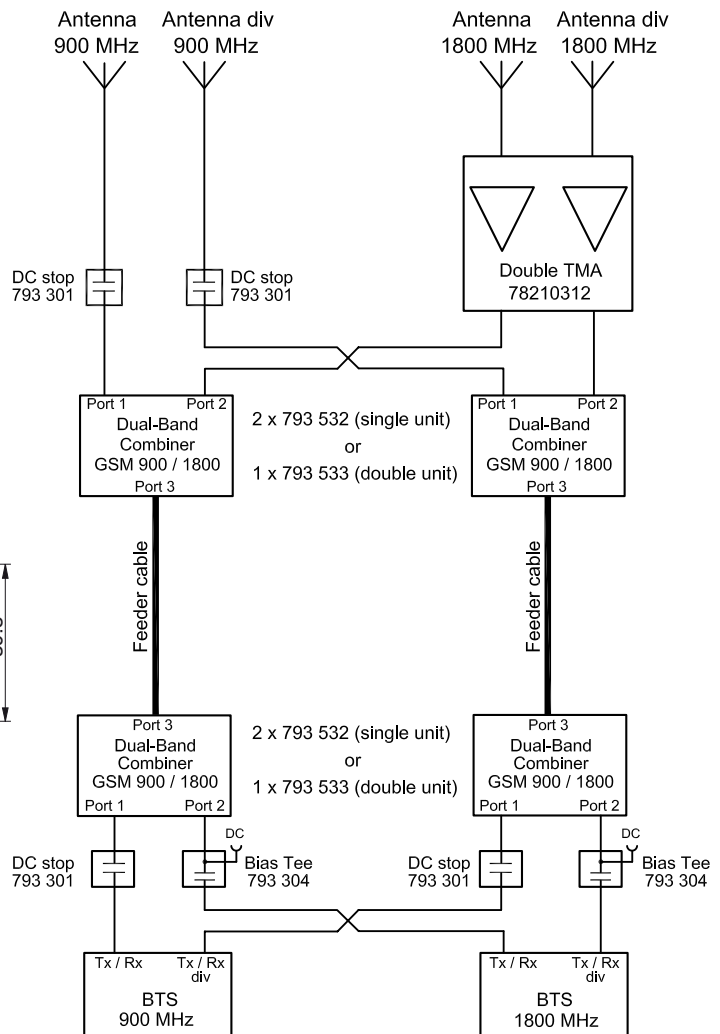 Antenna
900 MHz
Antenna div
900 MHz
Antenna
1800 MHz
Antenna div
1800 MHz
Double TMA
78210312
DC stop
793 301
DC stop
793 301
Port 1
Port 2
Dual-Band
Combiner
GSM 900 / 1800
Port 3
2 x 793 532 (single unit)
or
1 x 793 533 (double unit)
Port 1
Port 2
Dual-Band
Combiner
GSM 900 / 1800
Port 3
Feeder cable
Feeder cable
Port 3
Dual-Band
Combiner
GSM 900 / 1800
Port 1
Port 2
2 x 793 532 (single unit)
or
1 x 793 533 (double unit)
Port 3
Dual-Band
Combiner
GSM 900 / 1800
Port 1
Port 2
DC stop
793 301
DC
Bias Tee
793 304
DC stop
793 301
DC
Bias Tee
793 304
Tx / Rx
Tx / Rx
div
BTS
900 MHz
Tx / Rx
Tx / Rx
div
BTS
1800 MHz